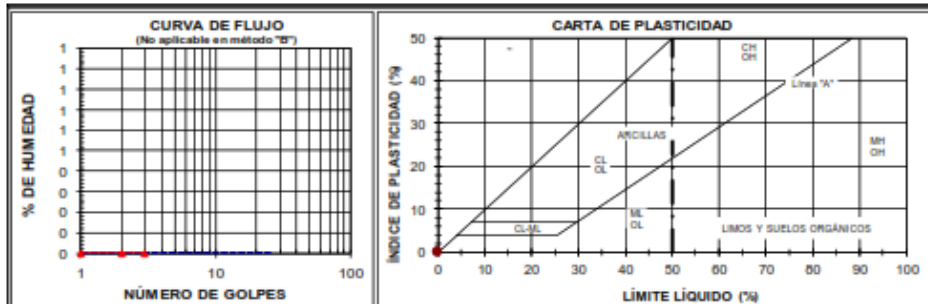 CURVA DE FLUJO
(No aplicable en método "B")
% DE HUMEDAD
1
1
1
1
1
1
0
0
0
0
0
1
10
100
NÚMERO DE GOLPES
CARTA DE PLASTICIDAD
ÍNDICE DE PLASTICIDAD (%)
50
40
30
20
10
0
CH
OH
Línea "A"
ARCILLAS
CL
OL
MH
OH
ML
OL
CL-ML
LIMOS Y SUELOS ORGÁNICOS
0
10
20
30
40
50
60
70
80
90
100
LÍMITE LÍQUIDO (%)